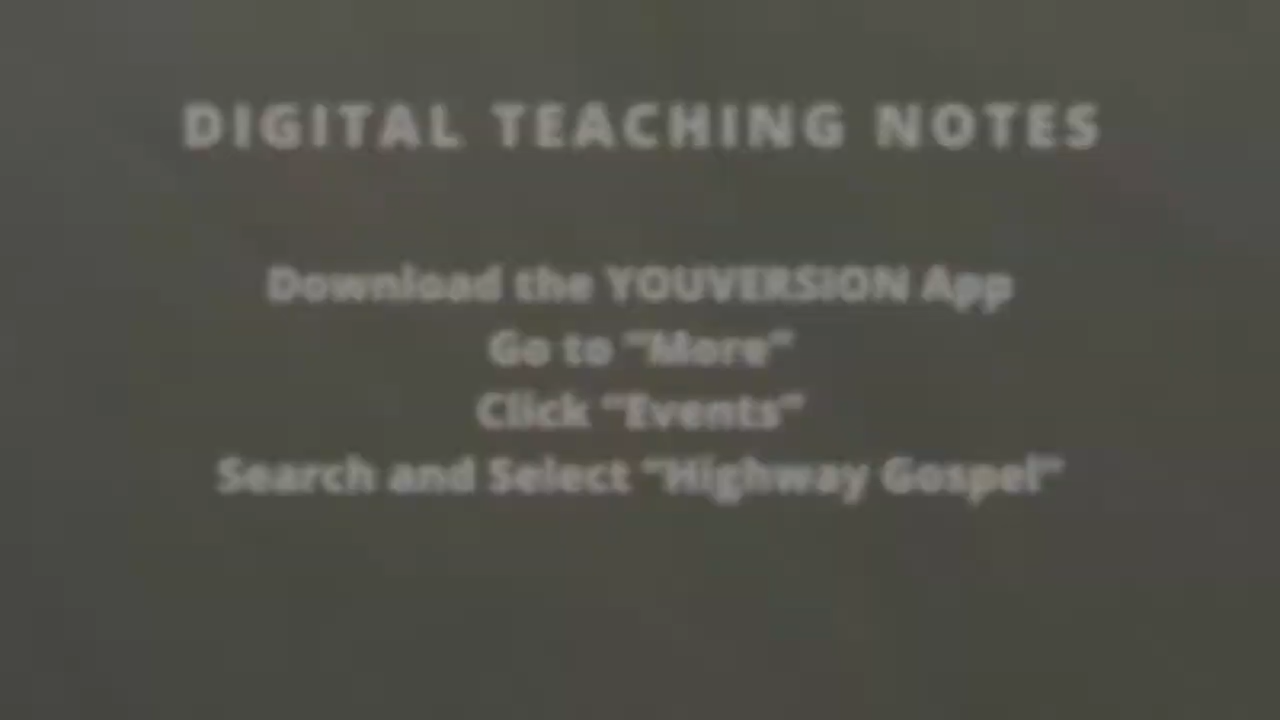 DIGITAL TEACHING NOTES
Download the YOUVERSION App
Go to "More"
Click "Events"
Search and Select "Highway Gospel"